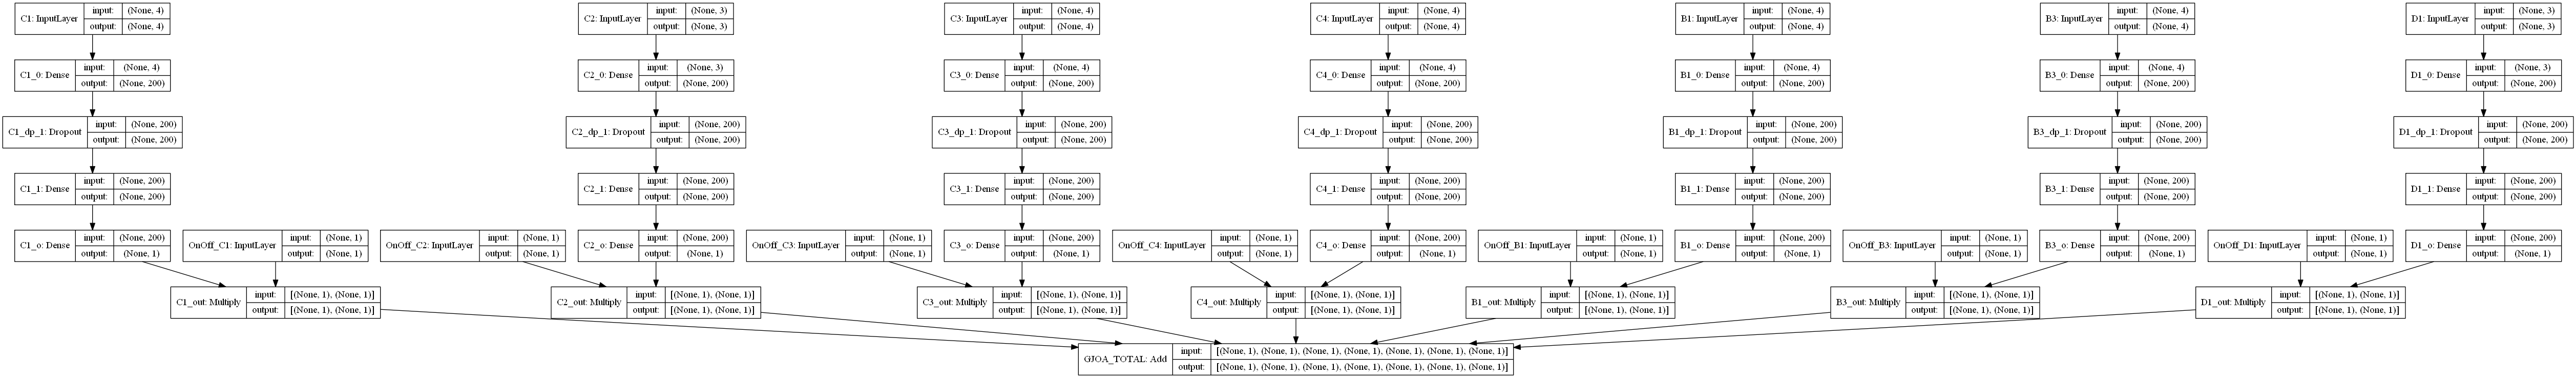 C1: InputLayer input: (None, 4) output: (None, 4)
C2: InputLayer input: (None, 3) output: (None, 3)
C3: InputLayer input: (None, 4) output: (None, 4)
C4: InputLayer input: (None, 4) output: (None, 4)
B1: InputLayer input: (None, 4) output: (None, 4)
B3: InputLayer input: (None, 4) output: (None, 4)
D1: InputLayer input: (None, 3) output: (None, 3)
C1_0: Dense input: (None, 4) output: (None, 200)
C2_0: Dense input: (None, 3) output: (None, 200)
C3_0: Dense input: (None, 4) output: (None, 200)
C4_0: Dense input: (None, 4) output: (None, 200)
B1_0: Dense input: (None, 4) output: (None, 200)
B3_0: Dense input: (None, 4) output: (None, 200)
D1_0: Dense input: (None, 3) output: (None, 200)
C1_dp_1: Dropout input: (None, 200) output: (None, 200)
C2_dp_1: Dropout input: (None, 200) output: (None, 200)
C3_dp_1: Dropout input: (None, 200) output: (None, 200)
C4_dp_1: Dropout input: (None, 200) output: (None, 200)
B1_dp_1: Dropout input: (None, 200) output: (None, 200)
B3_dp_1: Dropout input: (None, 200) output: (None, 200)
D1_dp_1: Dropout input: (None, 200) output: (None, 200)
C1_1: Dense input: (None, 200) output: (None, 200)
C2_1: Dense input: (None, 200) output: (None, 200)
C3_1: Dense input: (None, 200) output: (None, 200)
C4_1: Dense input: (None, 200) output: (None, 200)
B1_1: Dense input: (None, 200) output: (None, 200)
B3_1: Dense input: (None, 200) output: (None, 200)
D1_1: Dense input: (None, 200) output: (None, 200)
C1_o: Dense input: (None, 200) output: (None, 1)
OnOff_C1: InputLayer input: (None, 1) output: (None, 1)
OnOff_C2: InputLayer input: (None, 1) output: (None, 1)
C2_o: Dense input: (None, 200) output: (None, 1)
OnOff_C3: InputLayer input: (None, 1) output: (None, 1)
C3_o: Dense input: (None, 200) output: (None, 1)
OnOff_C4: InputLayer input: (None, 1) output: (None, 1)
C4_o: Dense input: (None, 200) output: (None, 1)
OnOff_B1: InputLayer input: (None, 1) output: (None, 1)
B1_o: Dense input: (None, 200) output: (None, 1)
OnOff_B3: InputLayer input: (None, 1) output: (None, 1)
B3_o: Dense input: (None, 200) output: (None, 1)
OnOff_D1: InputLayer input: (None, 1) output: (None, 1)
D1_o: Dense input: (None, 200) output: (None, 1)
C1_out: Multiply input: [(None, 1), (None, 1)] output: [(None, 1), (None, 1)]
C2_out: Multiply input: [(None, 1), (None, 1)] output: [(None, 1), (None, 1)]
C3_out: Multiply input: [(None, 1), (None, 1)] output: [(None, 1), (None, 1)]
C4_out: Multiply input: [(None, 1), (None, 1)] output: [(None, 1), (None, 1)]
B1_out: Multiply input: [(None, 1), (None, 1)] output: [(None, 1), (None, 1)]
B3_out: Multiply input: [(None, 1), (None, 1)] output: [(None, 1), (None, 1)]
D1_out: Multiply input: [(None, 1), (None, 1)] output: [(None, 1), (None, 1)]
GJOA_TOTAL: Add input: [(None, 1), (None, 1), (None, 1), (None, 1), (None, 1), (None, 1), (None, 1)] output: [(None, 1), (None, 1), (None, 1), (None, 1), (None, 1), (None, 1), (None, 1)]